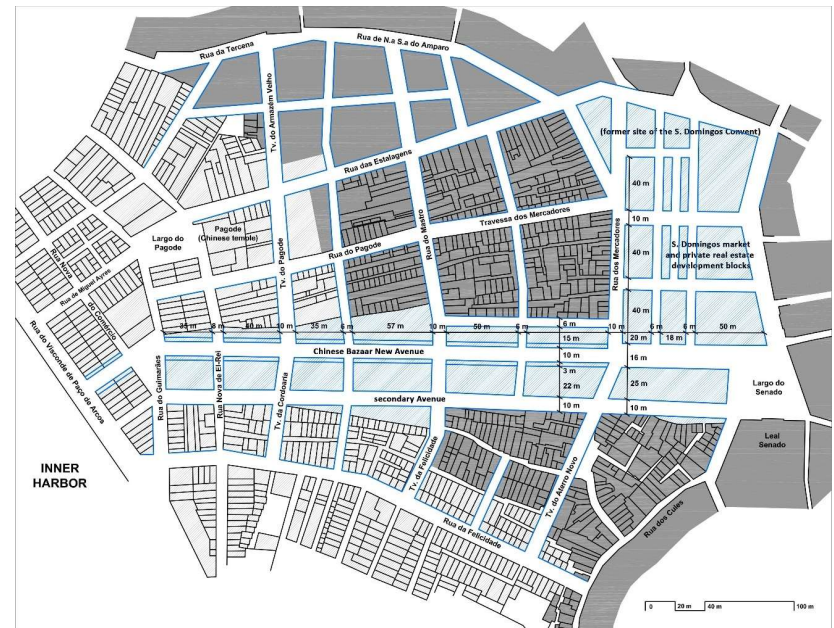 Rua da Tercena
Rua de N.a S.a do Amparo
Tv. do Armazém Velho
(former site of the S. Domingos Convent)
Rua das Estalagens
40 m
10 m
Travessa dos Mercadores
Pagode
(Chinese temple)
Largo do
Pagode
Rua do Pagode
Rua do Mastro
Rua dos Mercadores
Tv. do Pagode
S. Domingos market
and private real estate
development blocks
40 m
Rua Nova
do Comércio
Rua de Miguel Ayres
40 m
35 m
8 m
40 m
10 m
35 m
6 m
57 m
10 m
50 m
6 m
6 m
10 m
6 m
6 m
50 m
15 m
20 m
18 m
Chinese Bazaar New Avenue
10 m
16 m
3 m
22 m
25 m
secondary Avenue
10 m
10 m
Rua do Visconde de Paço de Arcos
Rua do Guimarães
Rua Nova de El-Rei
Tv. da Cordoaria
Tv. da Felicidade
Tv. do Aterro Novo
Largo do
Senado
Leal
Senado
INNER
HARBOR
Rua da Felicidade
Rua dos Cules
0 20 m 40 m 100 m